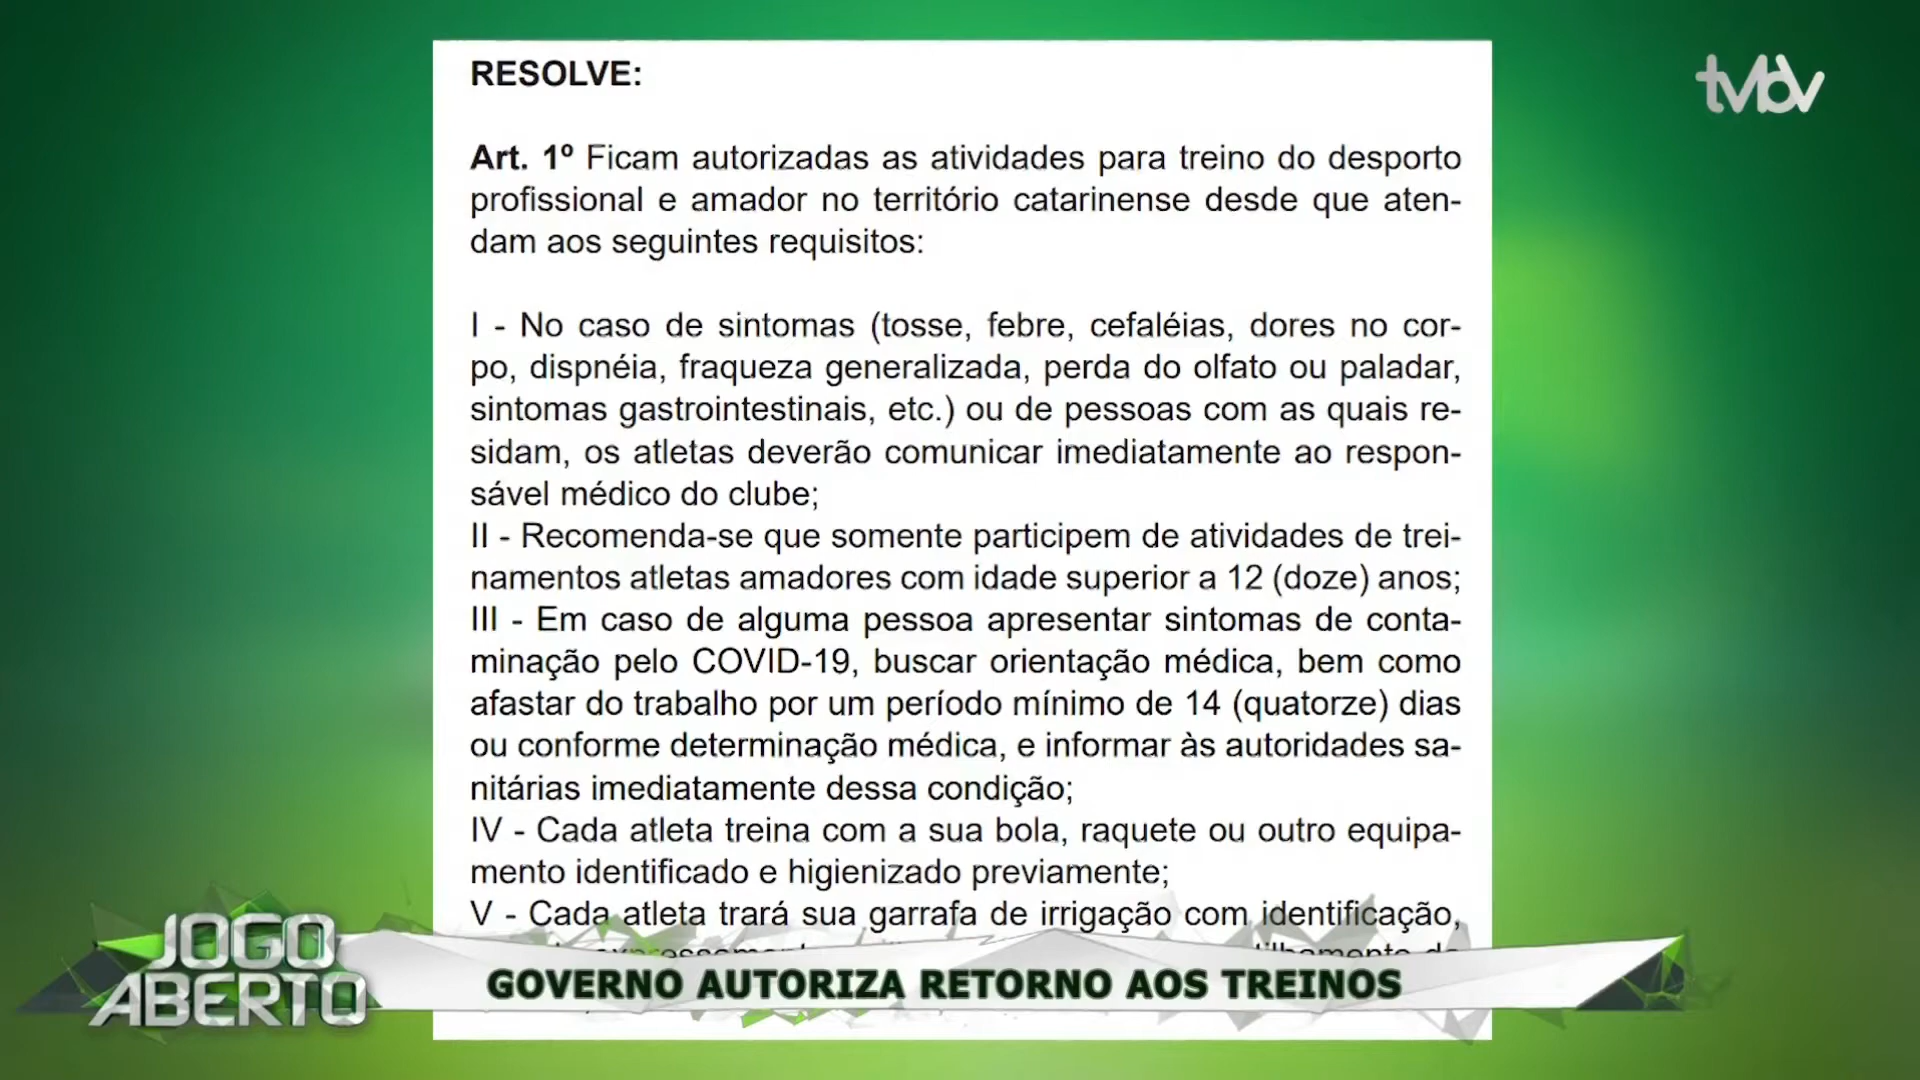 RESOLVE:
tvbv
Art. 1º Ficam autorizadas as atividades para treino do desporto
profissional e amador no território catarinense desde que aten-
dam aos seguintes requisitos:
I - No caso de sintomas (tosse, febre, cefaléias, dores no cor-
po, dispnéia, fraqueza generalizada, perda do olfato ou paladar,
sintomas gastrointestinais, etc.) ou de pessoas com as quais re-
sidam, os atletas deverão comunicar imediatamente ao respon-
sável médico do clube;
II - Recomenda-se que somente participem de atividades de trei-
namentos atletas amadores com idade superior a 12 (doze) anos;
III - Em caso de alguma pessoa apresentar sintomas de conta-
minação pelo COVID-19, buscar orientação médica, bem como
afastar do trabalho por um período mínimo de 14 (quatorze) dias
ou conforme determinação médica, e informar às autoridades sa-
nitárias imediatamente dessa condição;
IV - Cada atleta treina com a sua bola, raquete ou outro equipa-
mento identificado e higienizado previamente;
V - Cada atleta trará sua garrafa de irrigação com identificação,
JOGO
ABERTO
GOVERNO AUTORIZA RETORNO AOS TREINOS